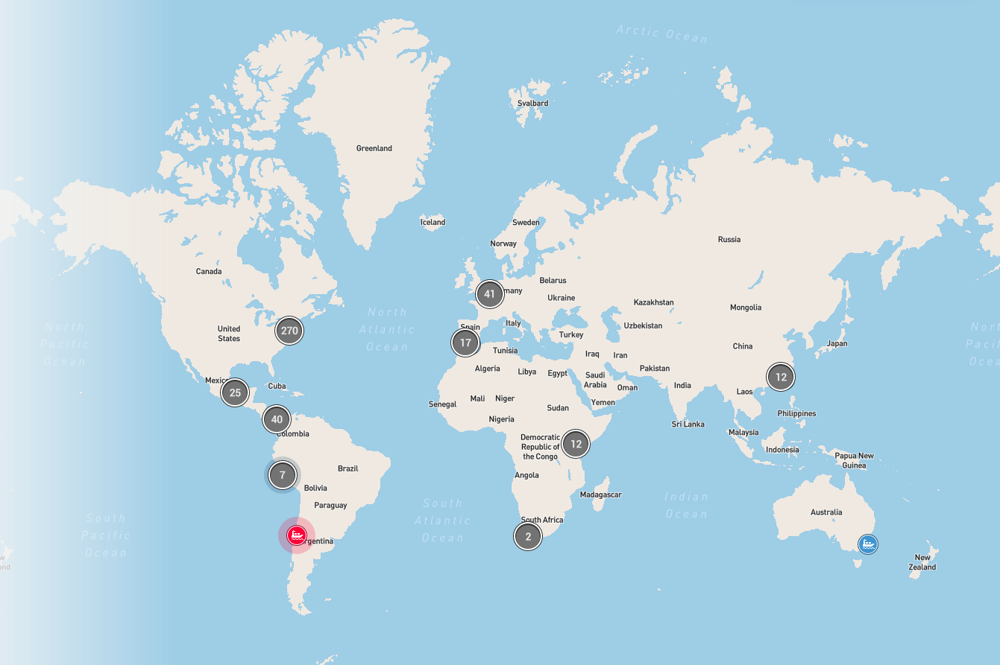 Arctic Ocean
Svalbard
Greenland
Iceland
Sweden
Norway
Russia
Canada
Belarus
41
many
Ukraine
Kazakhstan
Mongolia
North
Pacific
Ocean
North
Atlantic
Ocean
United
States
270
Spain
Italy
17
Turkey
Uzbekistan
China
Japan
North
Pacific
Ocean
Tunisia
Iraq
Iran
Algeria
Libya
Egypt
Saudi
Arabia
Pakistan
Oman
India
12
Mexico
25
Cuba
Senegal
Mali
Niger
Sudan
Yemen
Laos
Philippines
40
Colombia
Nigeria
Sri Lanka
Malaysia
Democratic
Republic of
the Congo
12
Indonesia
Papua New
Guinea
7
Brazil
Bolivia
Angola
Paraguay
Madagascar
South
Pacific
Ocean
South
Atlantic
Ocean
Indian
Ocean
Australia
South Africa
2
rgentina
New
Zealand